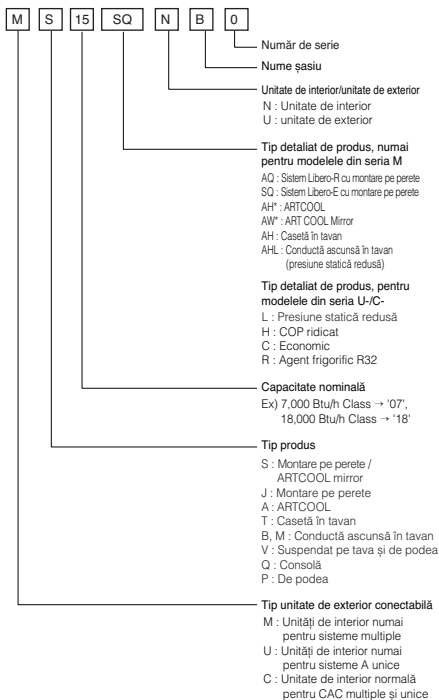 M S 15 SQ N B 0
Număr de serie
Nume șasiu
Unitate de interior/unitate de exterior
N : Unitate de interior
U : unitate de exterior
Tip detaliat de produs, numai
pentru modelele din seria M
AQ : Sistem Libero-R cu montare pe perete
SQ : Sistem Libero-E cu montare pe perete
AH* : ARTCOOL
AW* : ART COOL Mirror
AH : Casetă în tavan
AHL : Conductă ascunsă în tavan
(presiune statică redusă)
Tip detaliat de produs, pentru
modelele din seria U-/C-
L : Presiune statică redusă
H : COP ridicat
C : Economic
R : Agent frigorific R32
Capacitate nominală
Ex) 7,000 Btu/h Class → '07',
18,000 Btu/h Class → '18'
Tip produs
S : Montare pe perete /
ARTCOOL mirror
J : Montare pe perete
A : ARTCOOL
T : Casetă în tavan
B, M : Conductă ascunsă în tavan
V : Suspendat pe tava și de podea
Q : Consolă
P : De podea
Tip unitate de exterior conectabilă
M : Unități de interior numai
pentru sisteme multiple
U : Unități de interior numai
pentru sisteme A unice
C : Unitate de interior normală
pentru CAC multiple și unice